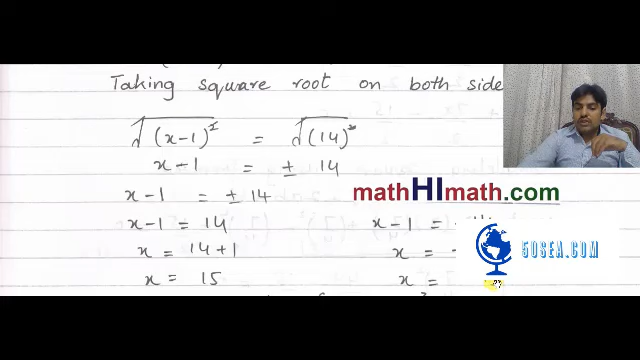 Taking square root on both side
√(x-1)² = √(14)²
x-1 = ± 14
x-1 = ± 14
mathHImath.com
x-1 = 14
x-1 =
x = 14+1
x =
50SEA.COM
x = 15
x =